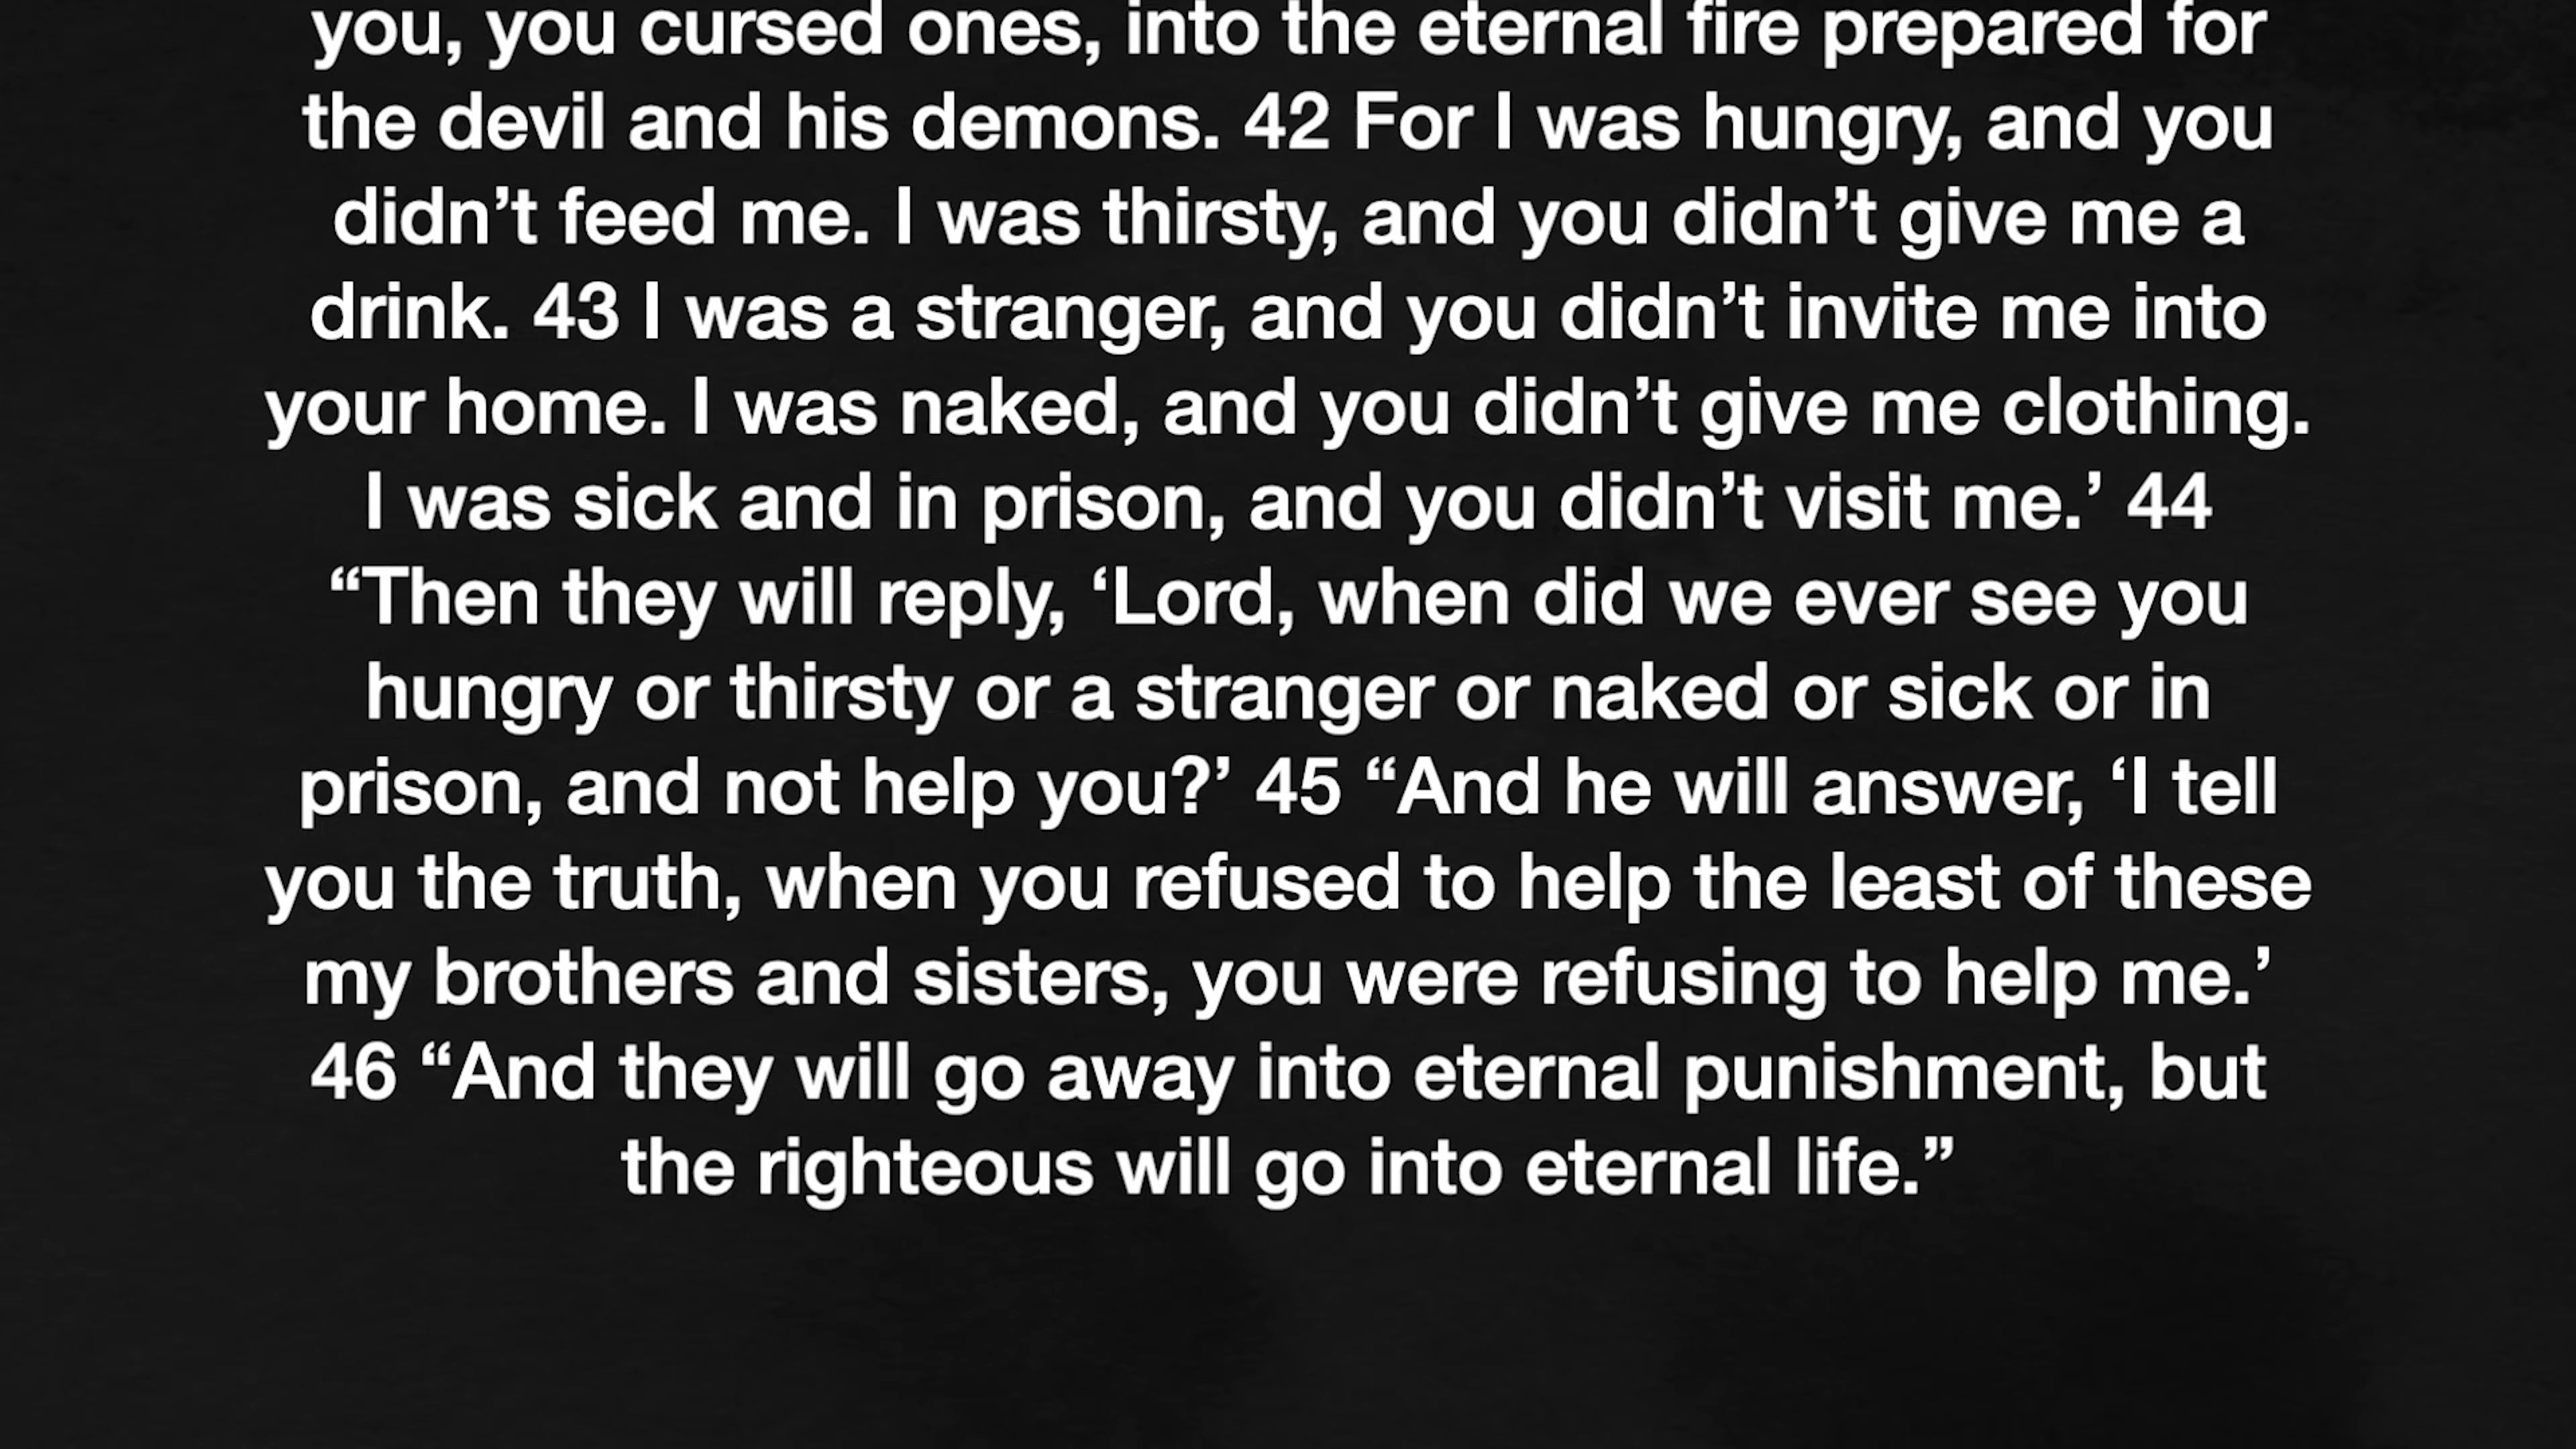 you, you cursed ones, into the eternal fire prepared for
the devil and his demons. 42 For I was hungry, and you
didn’t feed me. I was thirsty, and you didn’t give me a
drink. 43 I was a stranger, and you didn’t invite me into
your home. I was naked, and you didn’t give me clothing.
I was sick and in prison, and you didn’t visit me.’ 44
“Then they will reply, ‘Lord, when did we ever see you
hungry or thirsty or a stranger or naked or sick or in
prison, and not help you?’ 45 “And he will answer, ‘I tell
you the truth, when you refused to help the least of these
my brothers and sisters, you were refusing to help me.’
46 “And they will go away into eternal punishment, but
the righteous will go into eternal life.”